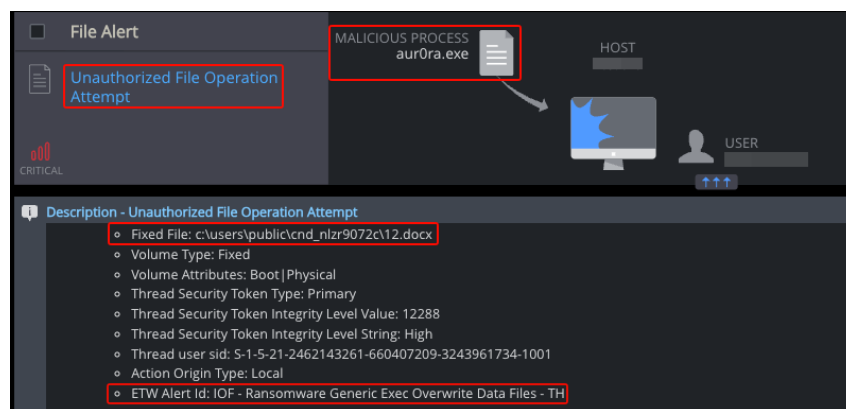 File Alert
MALICIOUS PROCESS
aur0ra.exe
HOST
Unauthorized File Operation
Attempt
USER
CRITICAL
↑↑↑
Description - Unauthorized File Operation Attempt
Fixed File: c:\users\public\cnd_nlzr9072c\12.docx
Volume Type: Fixed
Volume Attributes: Boot|Physical
Thread Security Token Type: Primary
Thread Security Token Integrity Level Value: 12288
Thread Security Token Integrity Level String: High
Thread user sid: S-1-5-21-2462143261-660407209-3243961734-1001
Action Origin Type: Local
ETW Alert Id: IOF - Ransomware Generic Exec Overwrite Data Files - TH